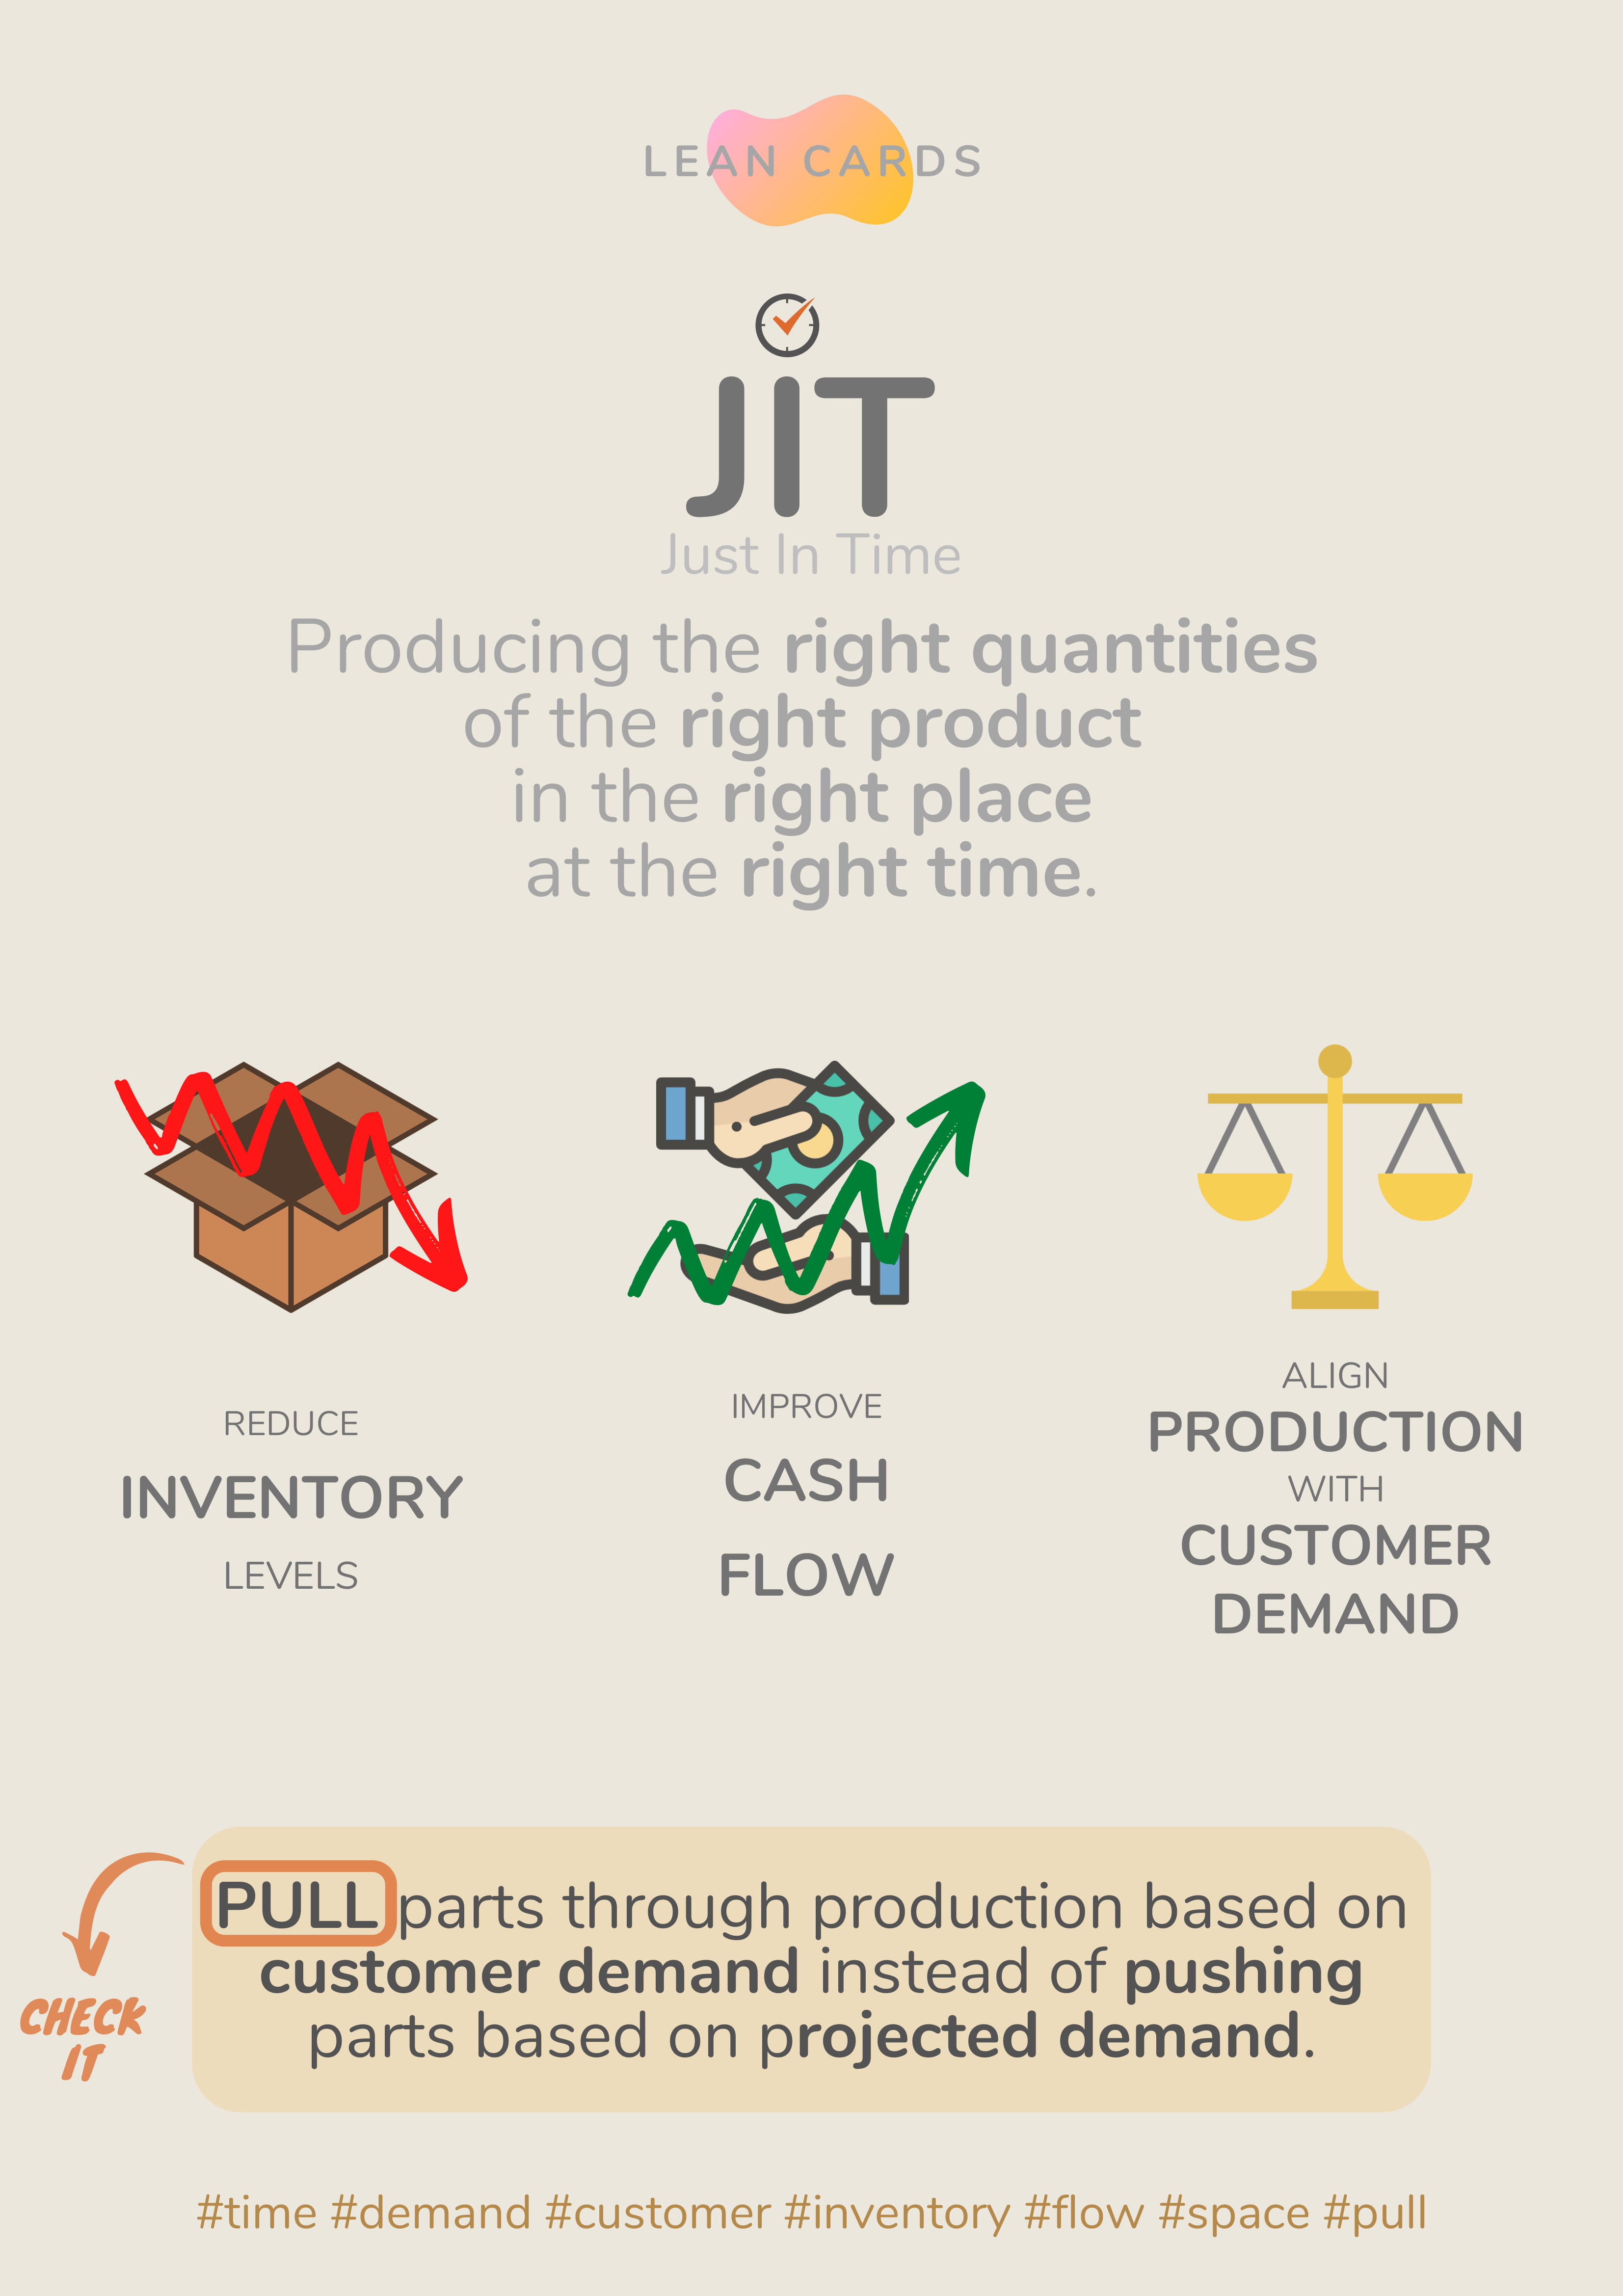 LEAN CARDS
JIT
Just In Time
Producing the right quantities
of the right product
in the right place
at the right time.
REDUCE
INVENTORY
LEVELS
IMPROVE
CASH
FLOW
ALIGN
PRODUCTION
WITH
CUSTOMER
DEMAND
PULL parts through production based on
customer demand instead of pushing
parts based on projected demand.
CHECK
IT
#time #demand #customer #inventory #flow #space #pull